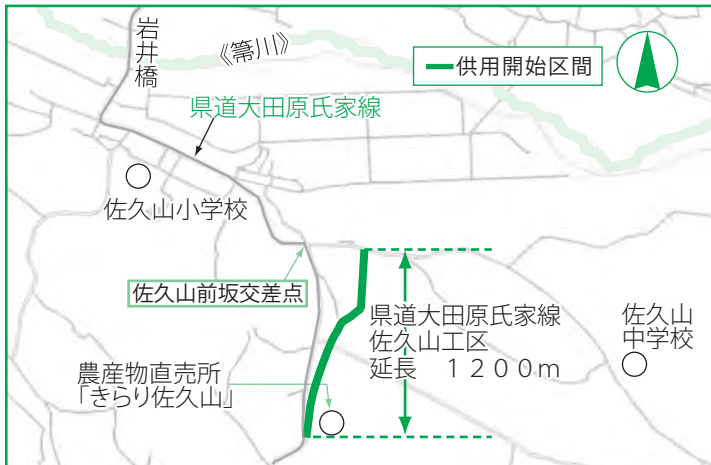 岩井橋
《箒川》
供用開始区間
県道大田原氏家線
佐久山小学校
佐久山前坂交差点
県道大田原氏家線
佐久山工区
延長 1200m
佐久山
中学校
農産物直売所
「きらり佐久山」